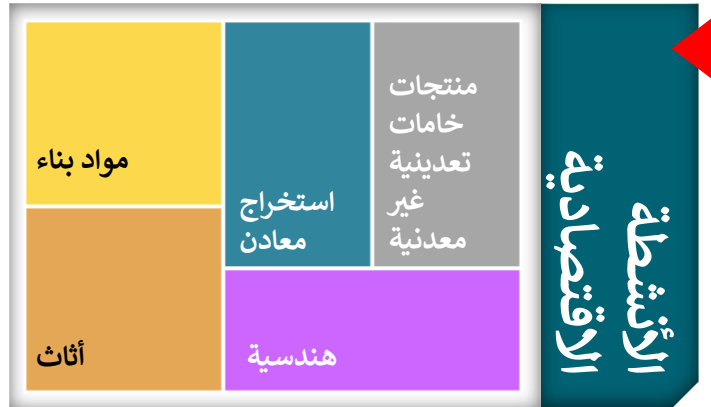 الأنشطة
الاقتصادية
منتجات
خامات
تعدينية
غير
معدنية
استخراج
معادن
مواد بناء
هندسية
أثاث